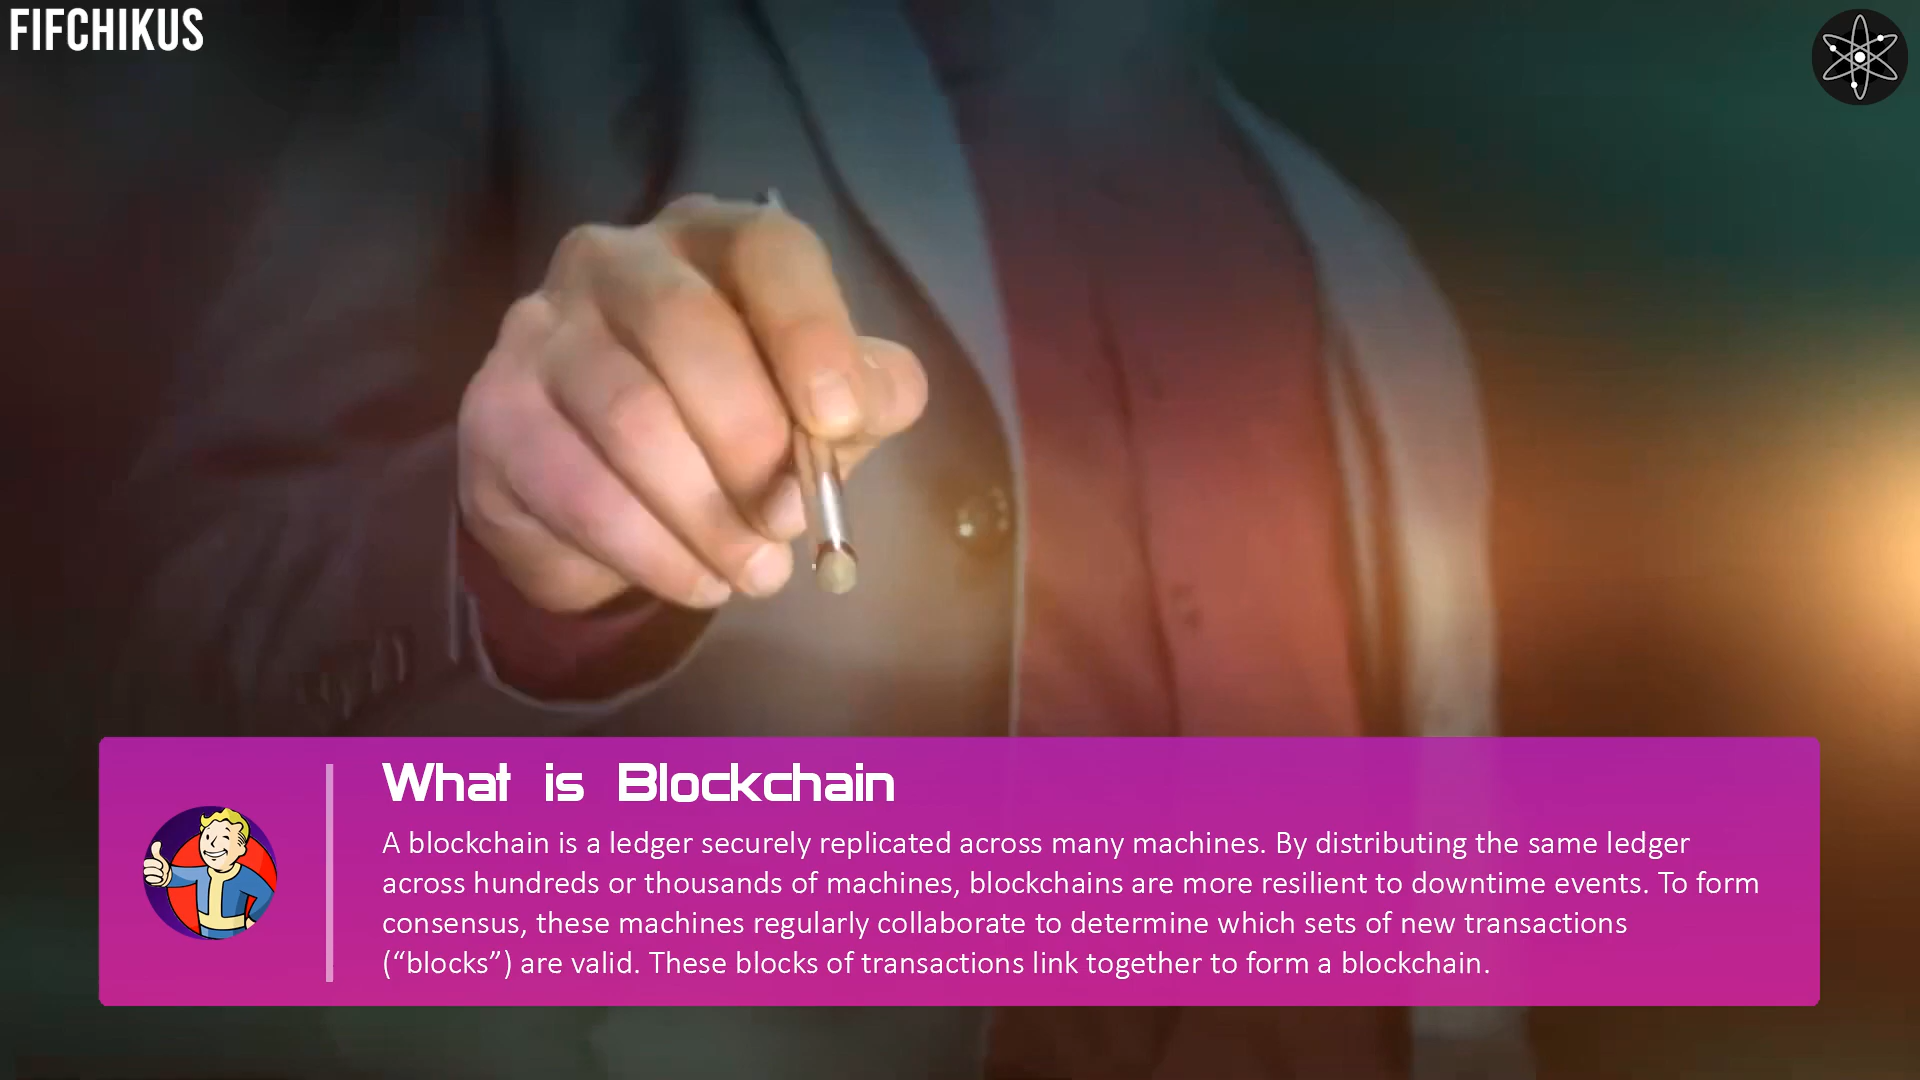 FIFCHIKUS
What is Blockchain
A blockchain is a ledger securely replicated across many machines. By distributing the same ledger
across hundreds or thousands of machines, blockchains are more resilient to downtime events. To form
consensus, these machines regularly collaborate to determine which sets of new transactions
(“blocks”) are valid. These blocks of transactions link together to form a blockchain.